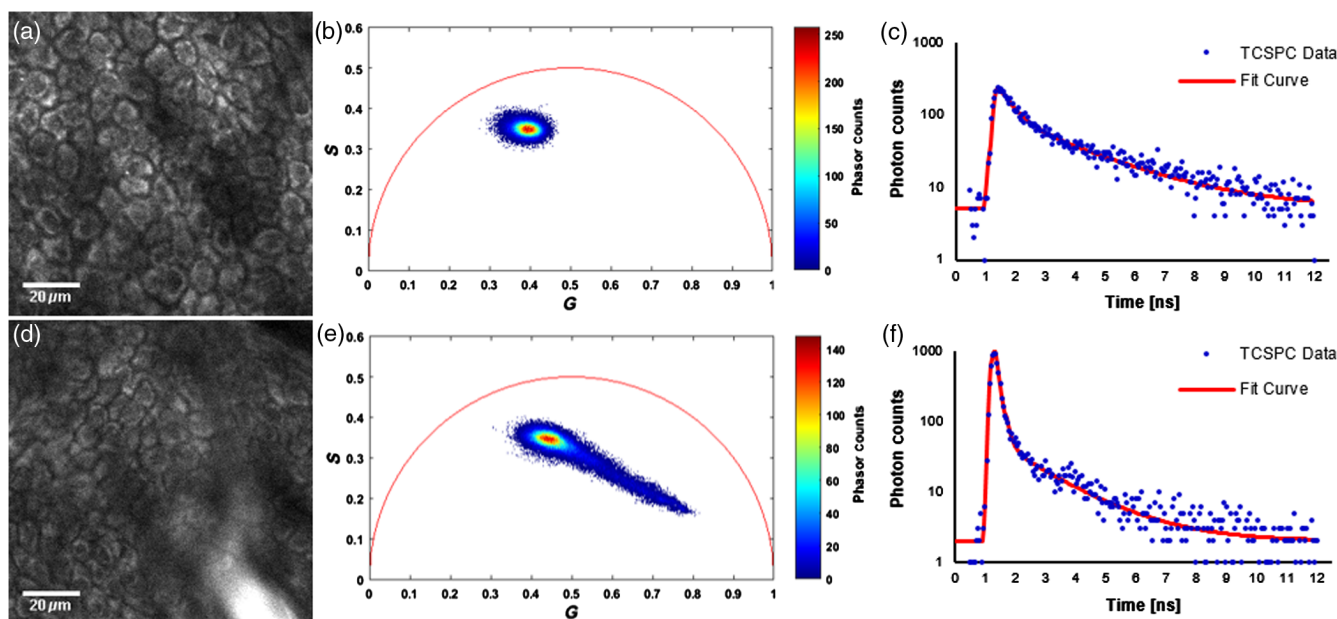 (a)
20 µm
(b)
0.6
0.5
0.4
0.3
0.2
0.1
0
S
0 0.1 0.2 0.3 0.4 0.5 0.6 0.7 0.8 0.9 1
G
250
200
150
100
50
0
Phasor counts
(c)
1000
100
10
1
Photon counts
TCSPC Data
Fit Curve
0 1 2 3 4 5 6 7 8 9 10 11 12
Time [ns]
(d)
20 µm
(e)
0.6
0.5
0.4
0.3
0.2
0.1
0
S
0 0.1 0.2 0.3 0.4 0.5 0.6 0.7 0.8 0.9 1
G
140
120
100
80
60
40
20
0
Phasor counts
(f)
1000
100
10
1
Photon counts
TCSPC Data
Fit Curve
0 1 2 3 4 5 6 7 8 9 10 11 12
Time [ns]